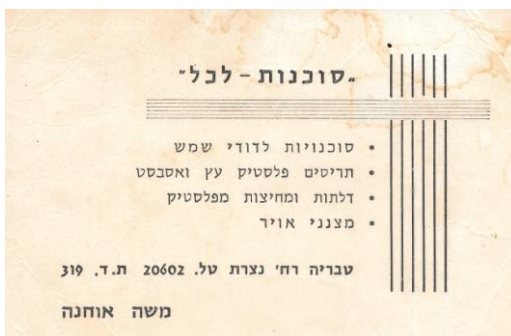 „סוכנות – לכל"
* סוכנויות לדודי שמש
* תריסים פלסטיק עץ ואסבסט
* דלתות ומחיצות מפלסטיק
* מצנני אויר
טבריה רח' נצרת טל. 20602 ת.ד. 319
משה אוחנה